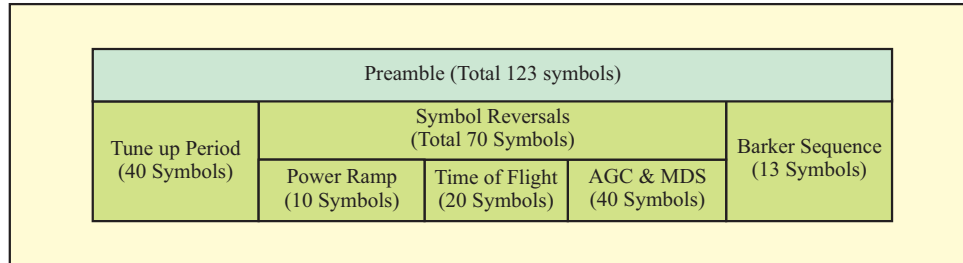 Preamble (Total 123 symbols)
Tune up Period
(40 Symbols)
Symbol Reversals
(Total 70 Symbols)
Power Ramp
(10 Symbols)
Time of Flight
(20 Symbols)
AGC & MDS
(40 Symbols)
Barker Sequence
(13 Symbols)